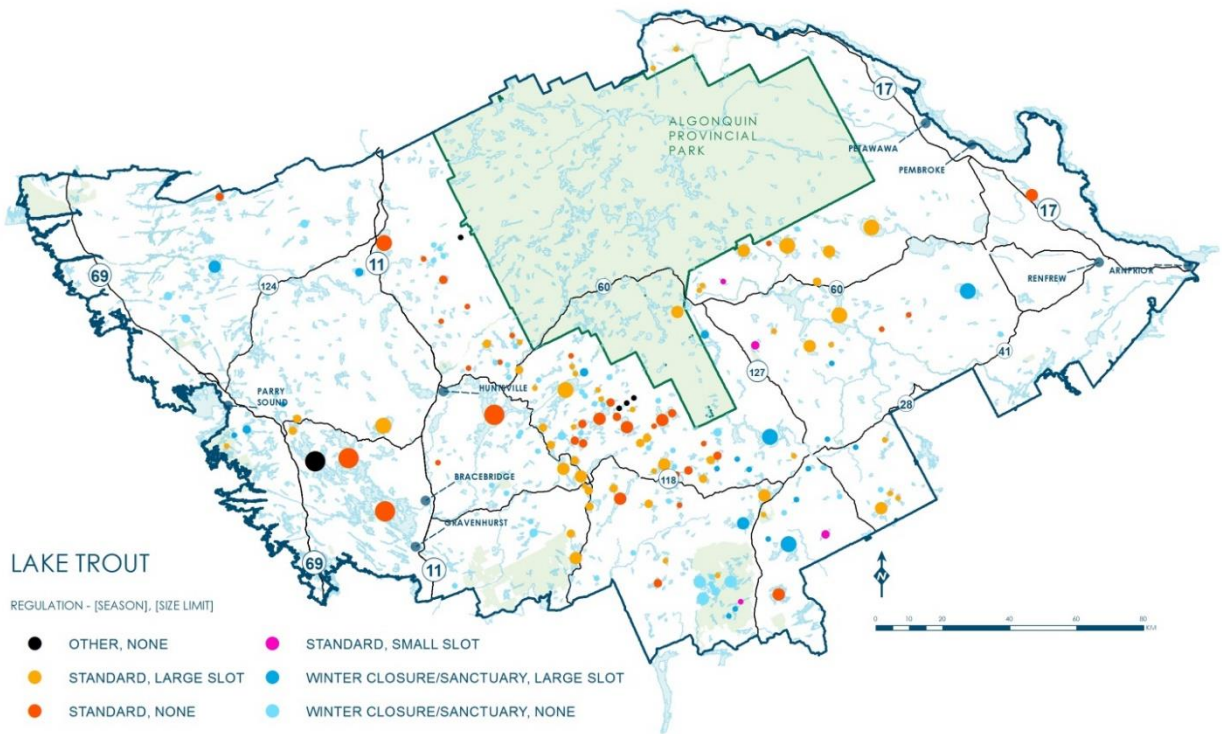 ALGONQUIN
PROVINCIAL
PARK
17
PETAWAWA
PEMBROKE
17
69
124
11
60
60
RENFREW
ARNPRIOR
41
127
28
PARRY
SOUND
HUNTSVILLE
118
BRACEBRIDGE
GRAVENHURST
69
11
N
0 20 40 60 80
KM
LAKE TROUT
REGULATION - [SEASON], [SIZE LIMIT]
OTHER, NONE
STANDARD, SMALL SLOT
STANDARD, LARGE SLOT
WINTER CLOSURE/SANCTUARY, LARGE SLOT
STANDARD, NONE
WINTER CLOSURE/SANCTUARY, NONE